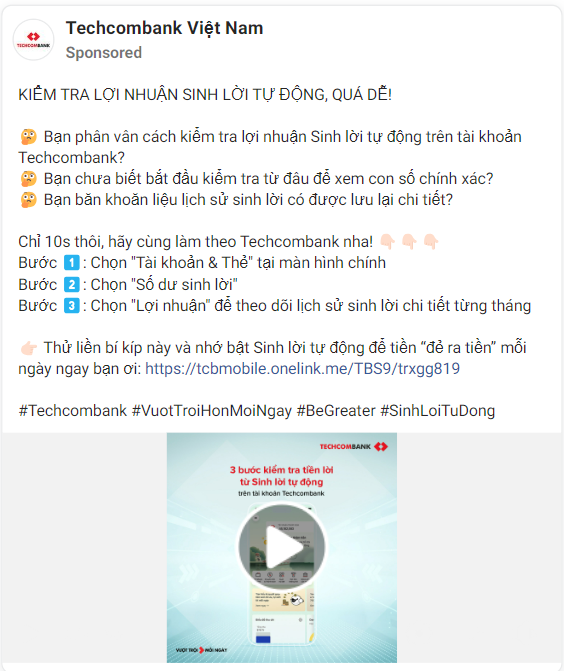 TECHCOMBANK
Techcombank Việt Nam
Sponsored
KIỂM TRA LỢI NHUẬN SINH LỜI TỰ ĐỘNG, QUÁ DỄ!
🤔 Bạn phân vân cách kiểm tra lợi nhuận Sinh lời tự động trên tài khoản
Techcombank?
🤔 Bạn chưa biết bắt đầu kiểm tra từ đâu để xem con số chính xác?
🤔 Bạn băn khoăn liệu lịch sử sinh lời có được lưu lại chi tiết?
Chỉ 10s thôi, hãy cùng làm theo Techcombank nha! 👇🏻👇🏻👇🏻
Bước 1️⃣: Chọn "Tài khoản & Thẻ" tại màn hình chính
Bước 2️⃣: Chọn "Số dư sinh lời"
Bước 3️⃣: Chọn "Lợi nhuận" để theo dõi lịch sử sinh lời chi tiết từng tháng
👉🏻 Thử liền bí kíp này và nhớ bật Sinh lời tự động để tiền “đẻ ra tiền” mỗi
ngày ngay bạn ơi: https://tcbmobile.onelink.me/TBS9/trxgg819
#Techcombank #VuotTroiHonMoiNgay #BeGreater #SinhLoiTuDong
TECHCOMBANK
3 bước kiểm tra tiền lời
từ Sinh lời tự động
trên tài khoản Techcombank
VƯỢT TRỘI MỖI NGÀY